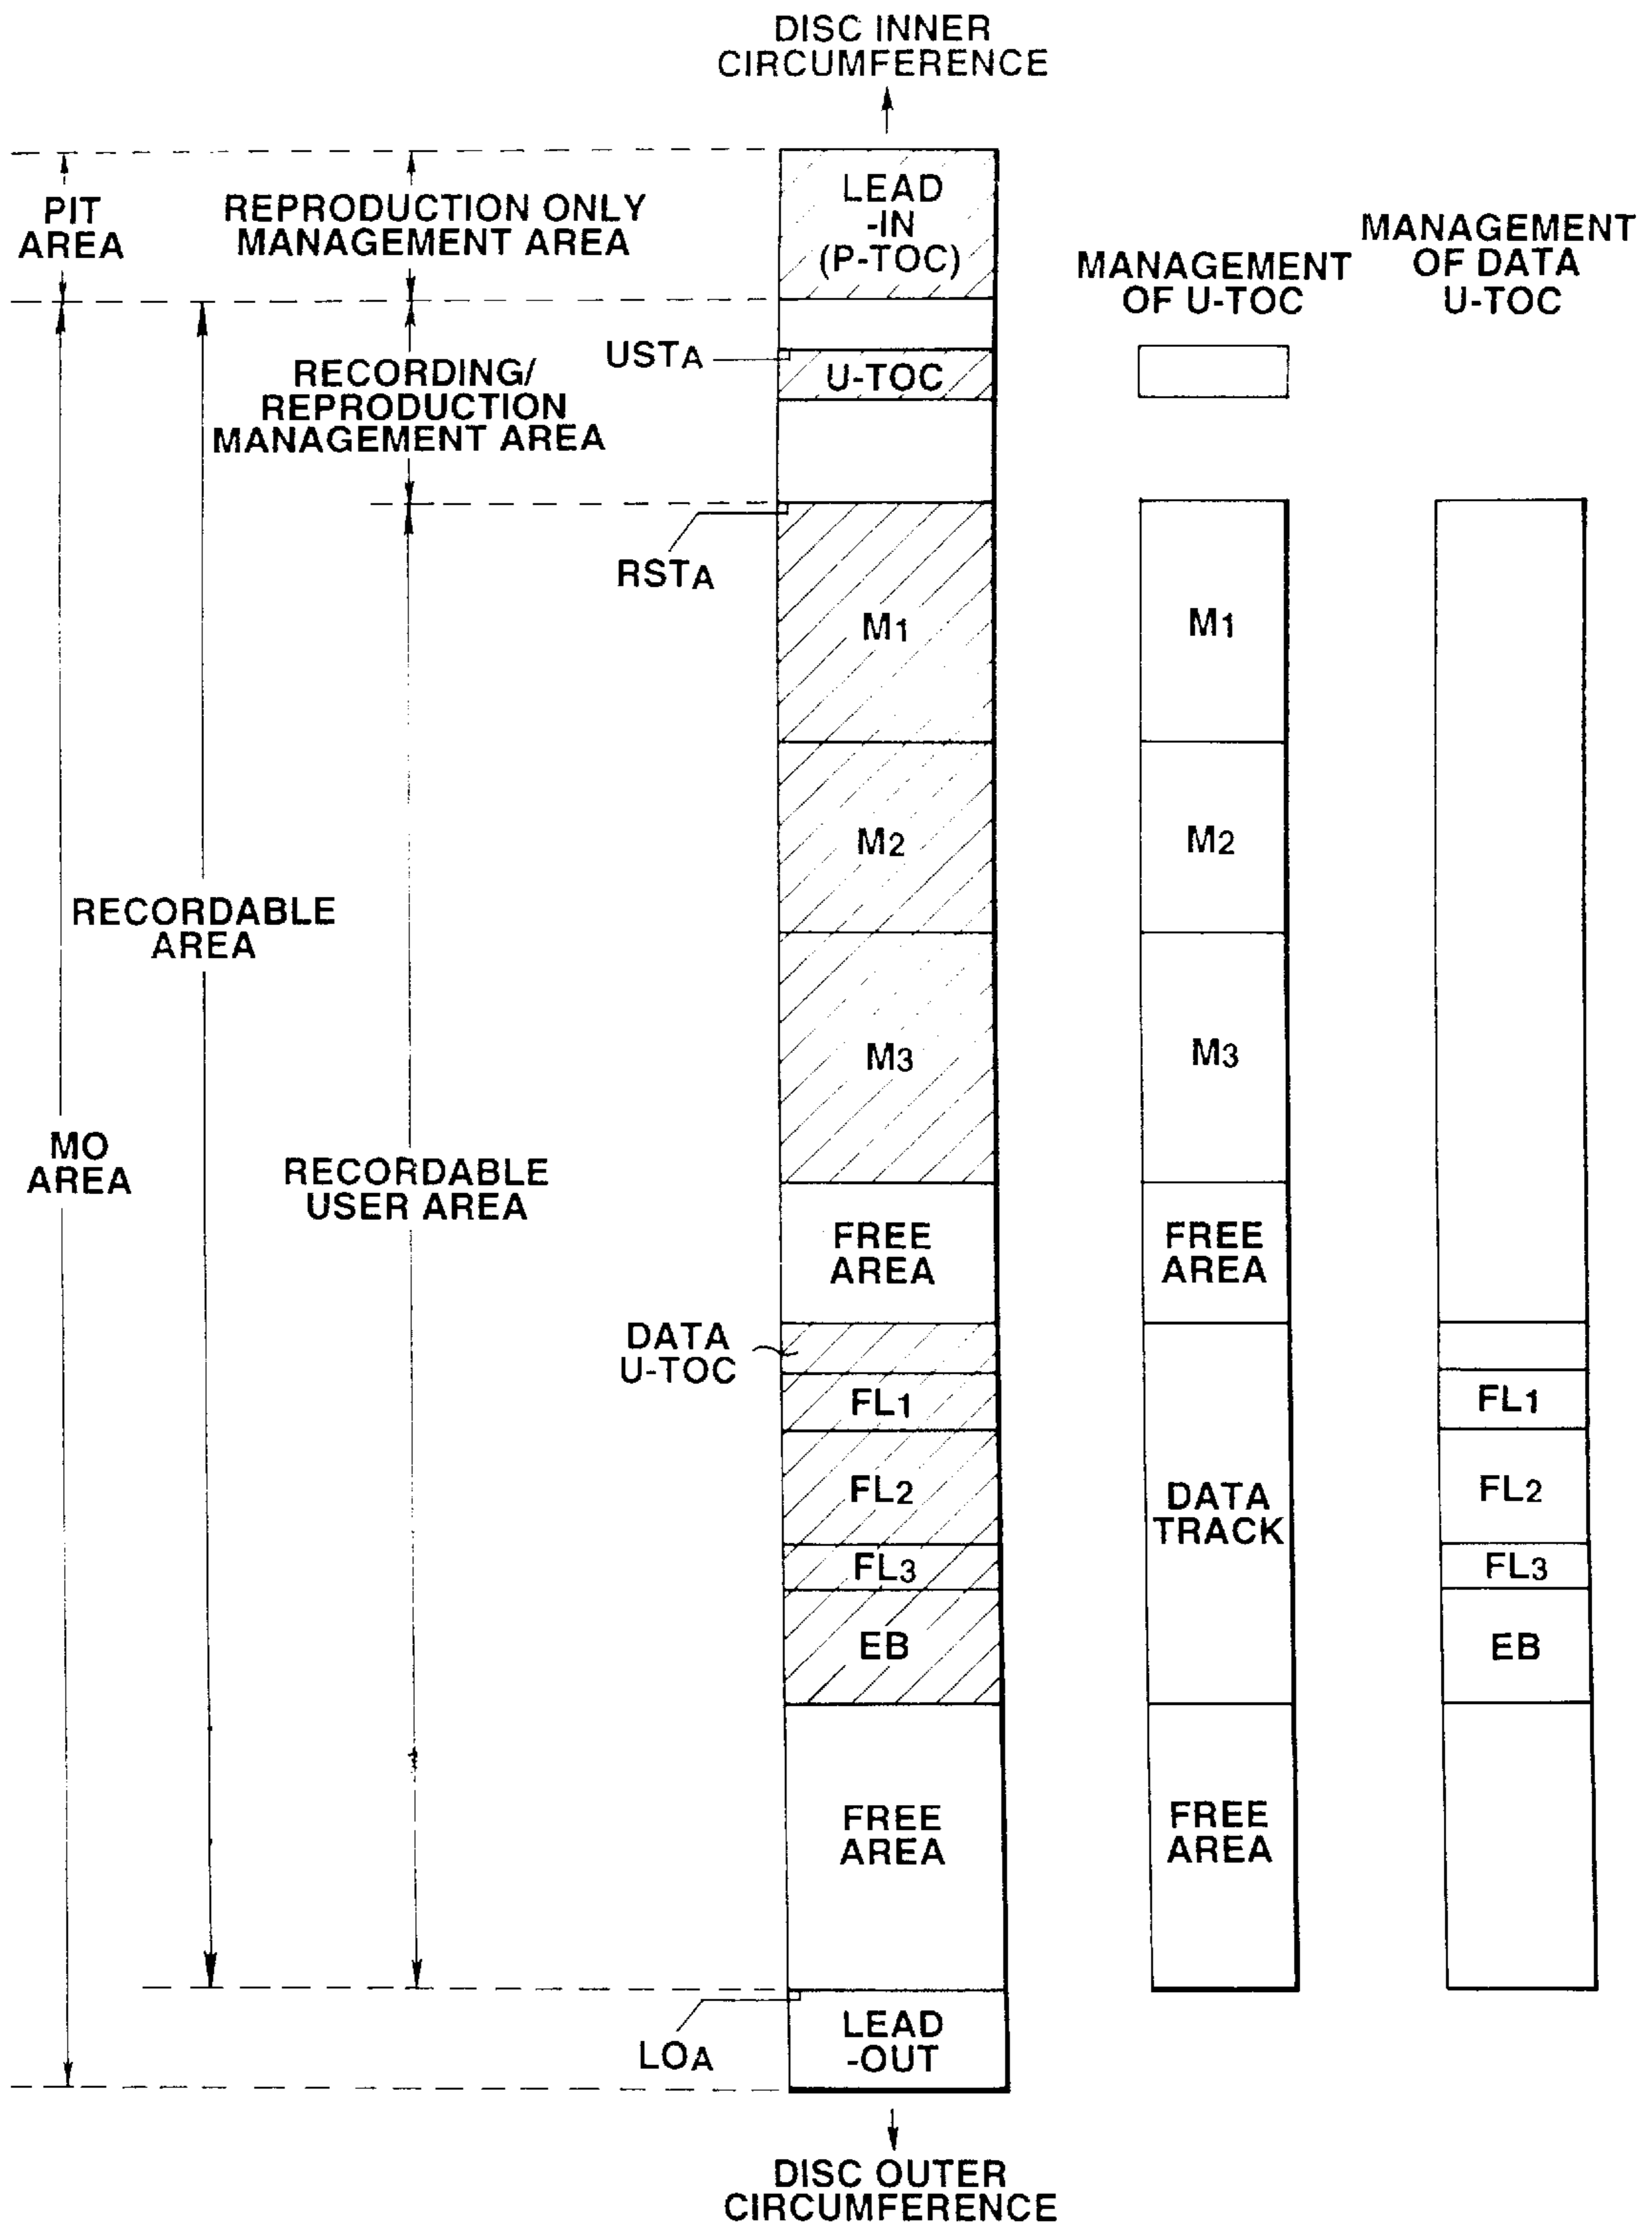 DISC INNER
CIRCUMFERENCE
PIT
AREA
REPRODUCTION ONLY
MANAGEMENT AREA
LEAD
-IN
(P-TOC)
MANAGEMENT
OF U-TOC
MANAGEMENT
OF DATA
U-TOC
USTA
U-TOC
RECORDING/
REPRODUCTION
MANAGEMENT AREA
RSTA
M1
M1
M2
M2
RECORDABLE
AREA
M3
M3
MO
AREA
RECORDABLE
USER AREA
FREE
AREA
FREE
AREA
DATA
U-TOC
FL1
FL1
FL2
DATA
TRACK
FL2
FL3
FL3
EB
EB
FREE
AREA
FREE
AREA
LOA
LEAD
-OUT
DISC OUTER
CIRCUMFERENCE